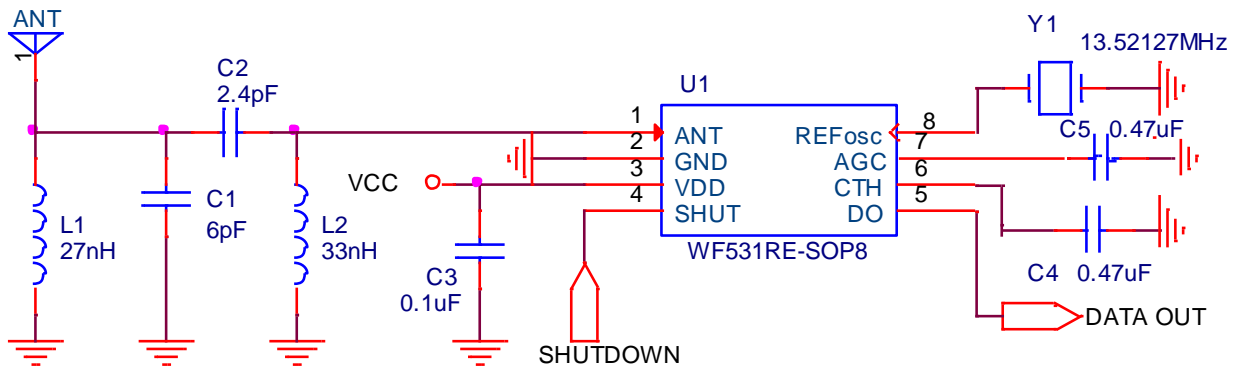 ANT
1
C2
2.4pF
C1
6pF
L1
27nH
L2
33nH
VCC
C3
0.1uF
SHUTDOWN
U1
1
2
3
4
ANT
GND
VDD
SHUT
REFosc
AGC
CTH
DO
8
7
6
5
WF531RE-SOP8
Y1
13.52127MHz
C5 0.47uF
C4 0.47uF
DATA OUT